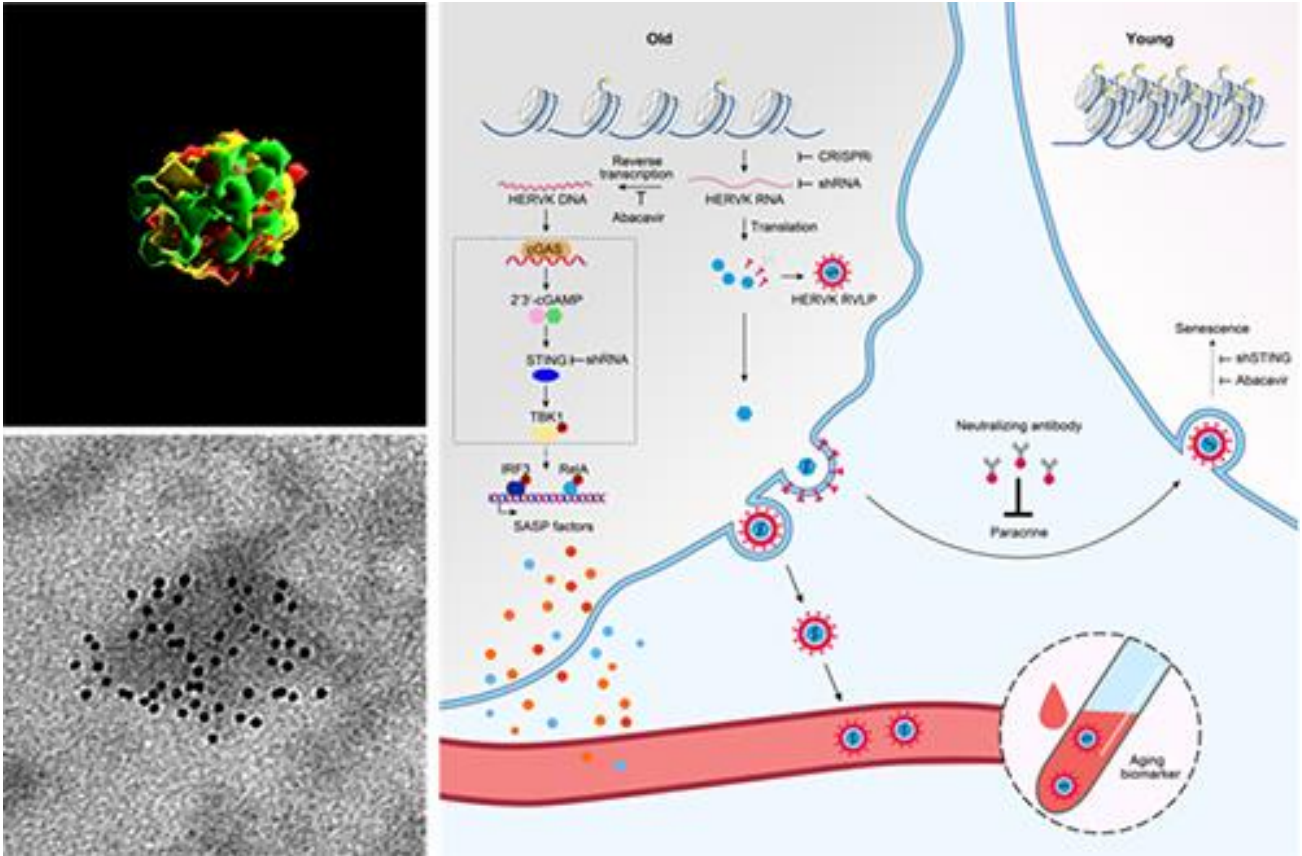 Old
Young
CRISPRi
Reverse
transcription
shRNA
HERVK DNA
HERVK RNA
Abacavir
Translation
cGAS
HERVK RVLP
2'3'-cGAMP
STING
shRNA
TBK1
IRF3
RelA
SASP factors
Senescence
shSTING
Abacavir
Neutralizing antibody
Paracrine
Aging
biomarker